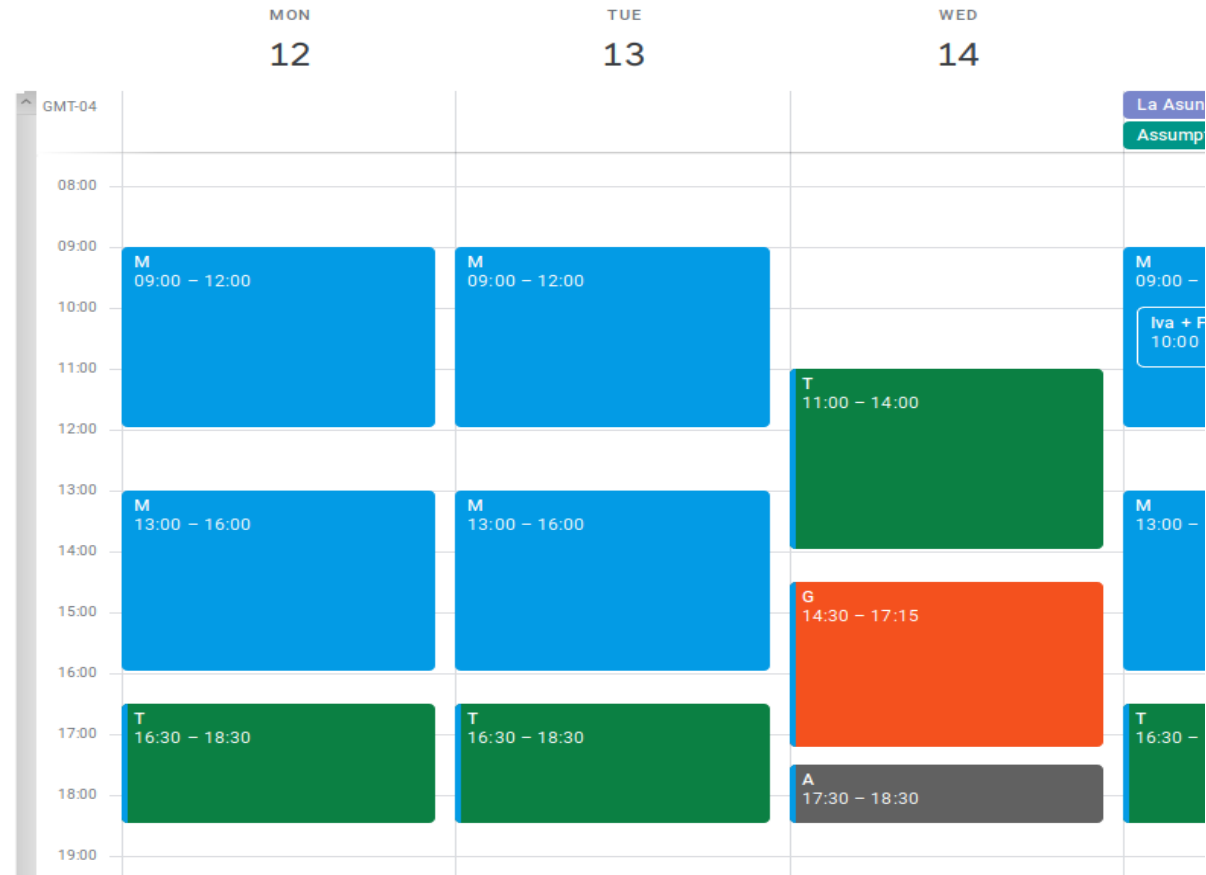 MON
12
TUE
13
WED
14
GMT-04
La Asun
Assump
08:00
09:00
10:00
11:00
12:00
13:00
14:00
15:00
16:00
17:00
18:00
19:00
M
09:00 – 12:00
M
13:00 – 16:00
T
16:30 – 18:30
M
09:00 – 12:00
M
13:00 – 16:00
T
16:30 – 18:30
T
11:00 – 14:00
G
14:30 – 17:15
A
17:30 – 18:30
M
09:00 –
Iva + F
10:00
M
13:00 –
T
16:30 –